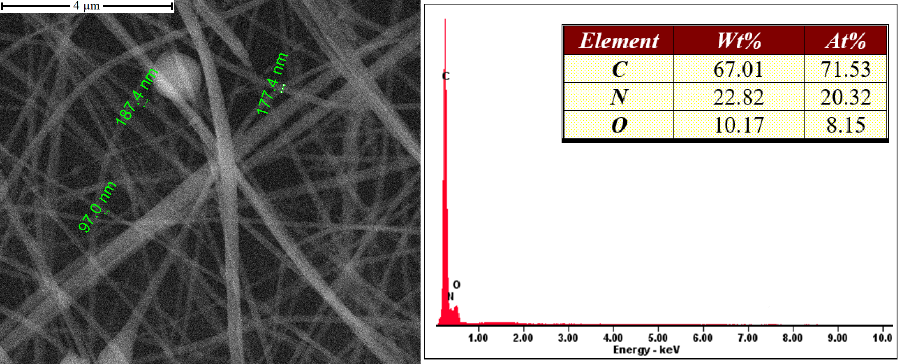 4 μm
187.4 nm
177.4 nm
97.0 nm
Element Wt% At%
C 67.01 71.53
N 22.82 20.32
O 10.17 8.15
C
O
N
1.00 2.00 3.00 4.00 5.00 6.00 7.00 8.00 9.00 10.0
Energy - keV